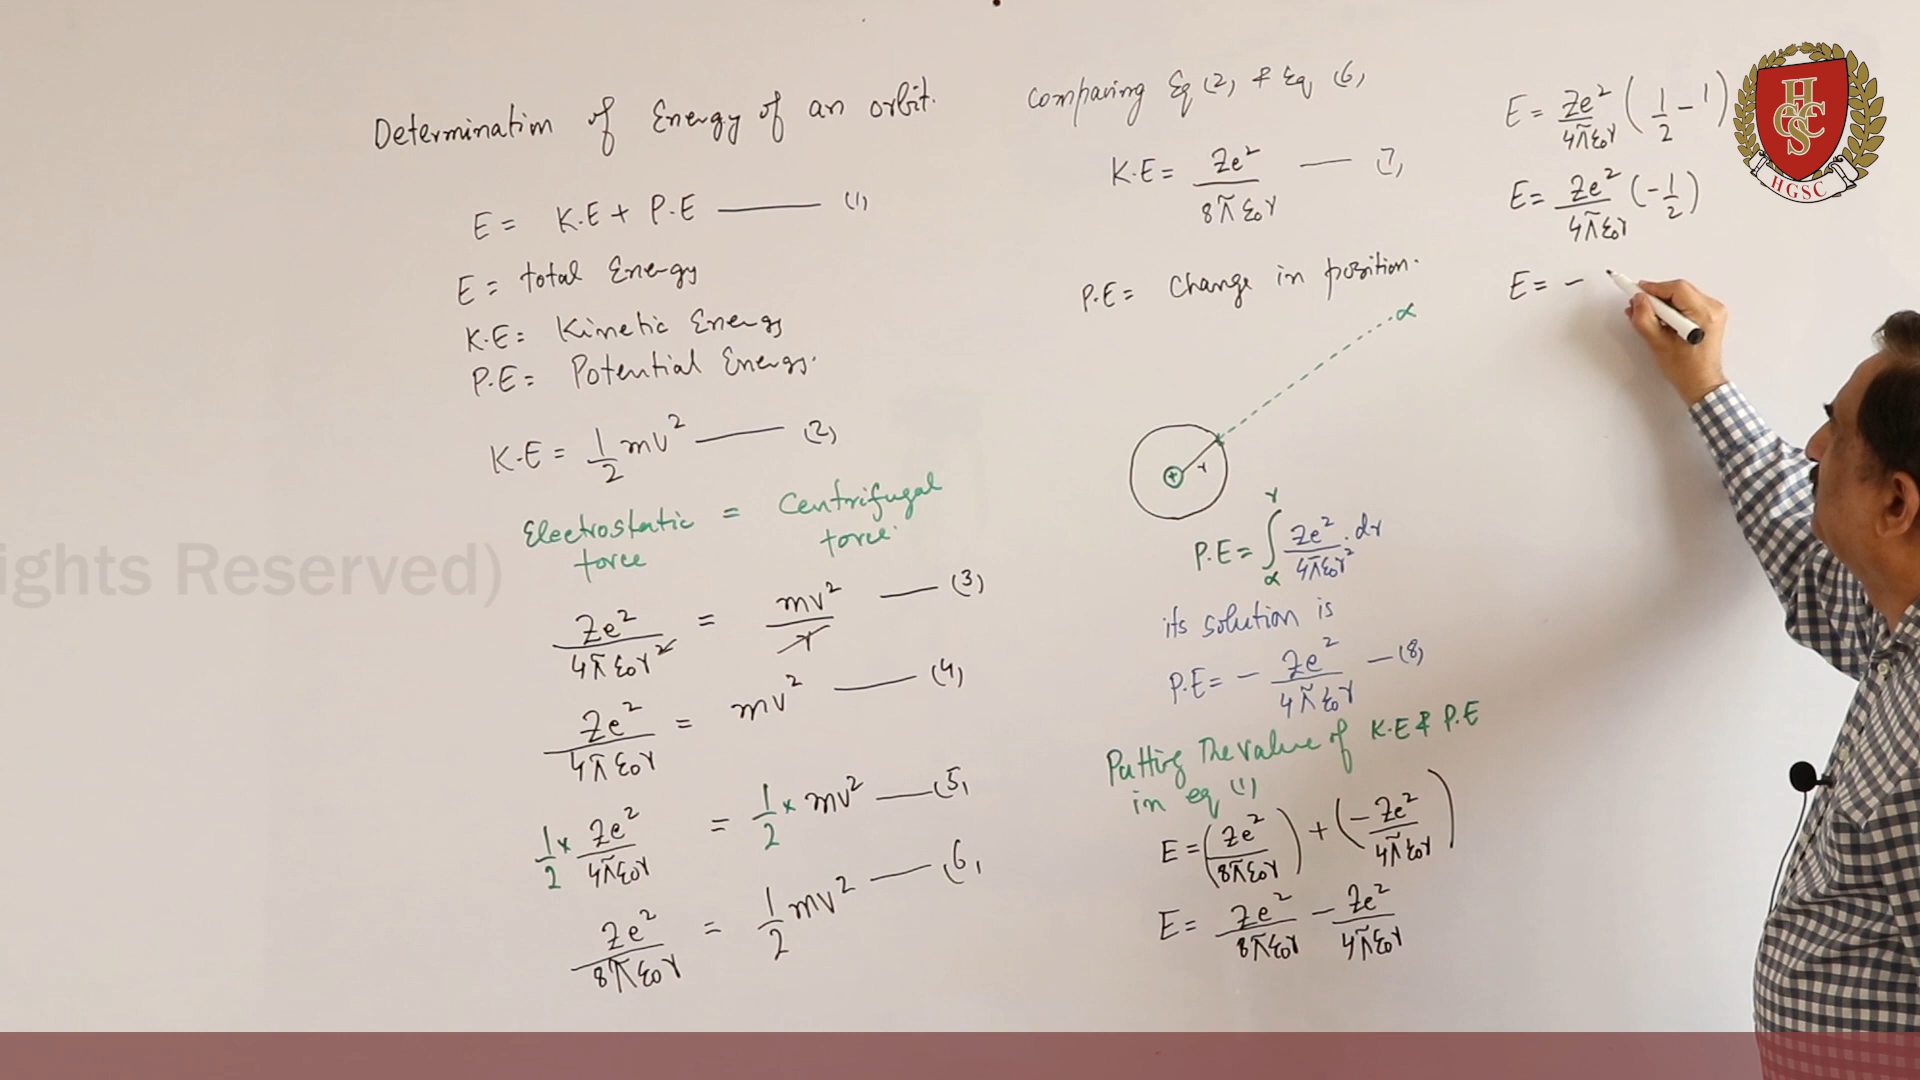 Determination of Energy of an orbit.
E = K.E + P.E —— (1)
E = total Energy
K.E = Kinetic Energy
P.E = Potential Energy.
K.E = 1/2 mv² —— (2)
Electrostatic force = Centrifugal force.
Ze²/4πε₀r² = mv²/r —— (3)
Ze²/4πε₀r = mv² —— (4)
1/2 × Ze²/4πε₀r = 1/2 × mv² —— (5)
Ze²/8πε₀r = 1/2 mv² —— (6)
Comparing Eq (2) & Eq (6)
K.E = Ze²/8πε₀r —— (7)
P.E = Change in position.
α
+ r
P.E = ∫ r α Ze²/4πε₀r² . dr
its solution is
P.E = - Ze²/4πε₀r — (8)
Putting The value of K.E & P.E
in eq (1)
E = (Ze²/8πε₀r) + (- Ze²/4πε₀r)
E = Ze²/8πε₀r - Ze²/4πε₀r
E = Ze²/4πε₀r (1/2 - 1)
E = Ze²/4πε₀r (-1/2)
E = -
HGSC
HGSC
ights Reserved)